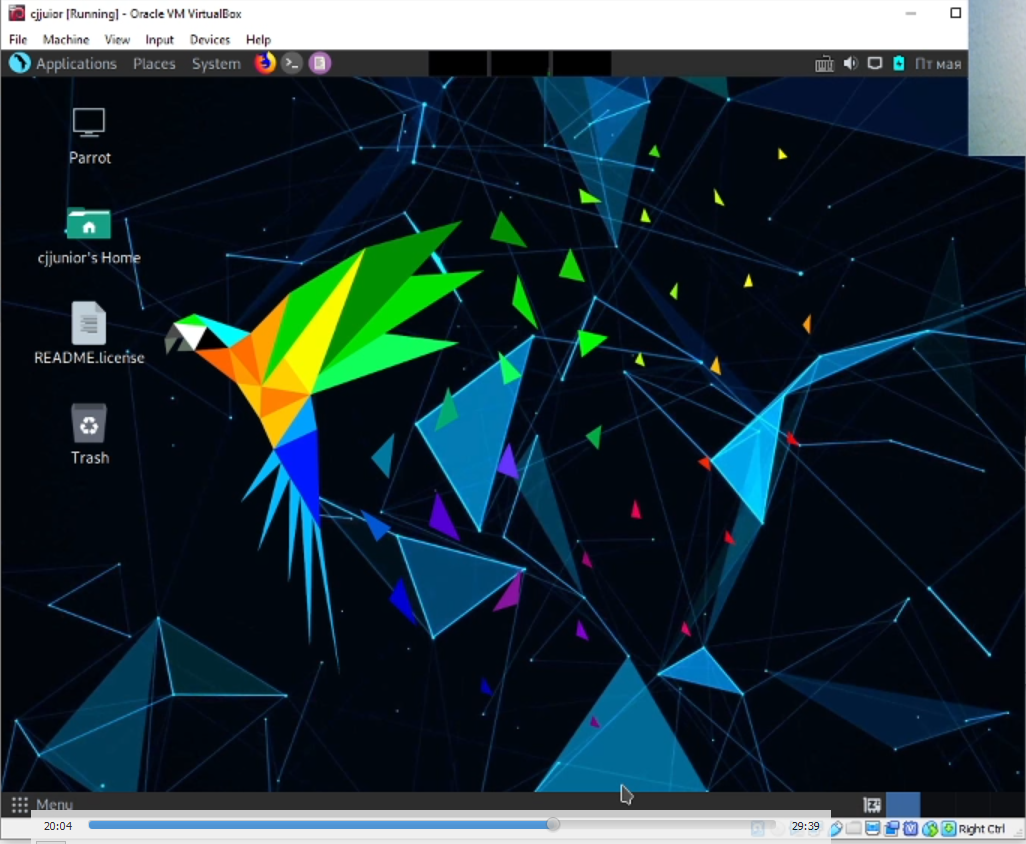 cjjuior [Running] - Oracle VM VirtualBox
File Machine View Input Devices Help
Applications Places System Пт мая
Parrot
cjjunior's Home
README.license
Trash
Menu
20:04 29:39
Right Ctrl